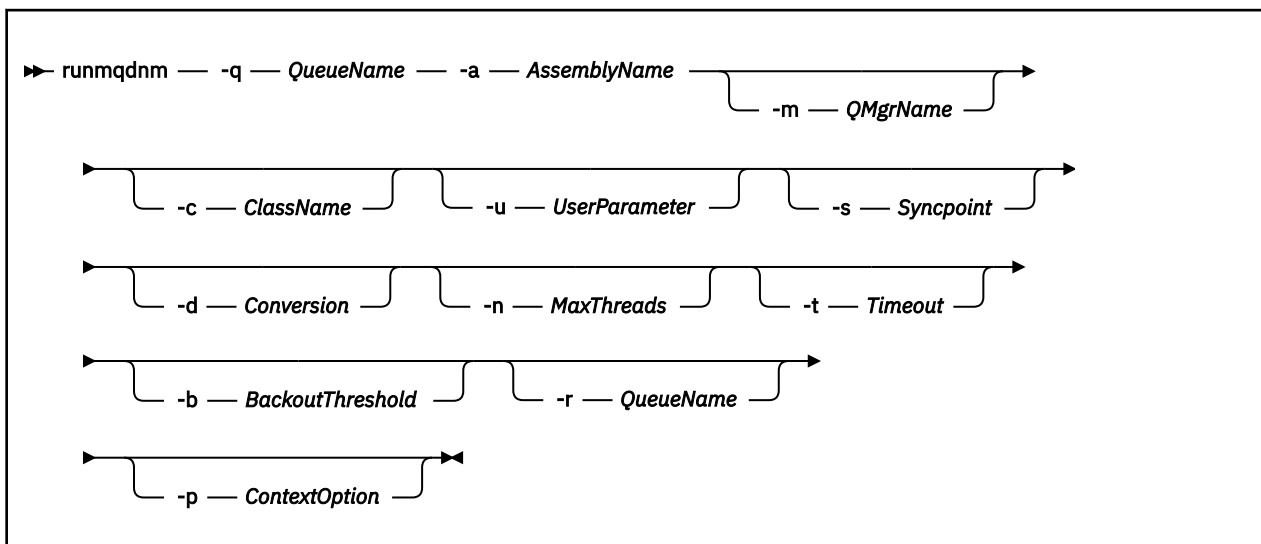 runmqdnm -q QueueName -a AssemblyName
-m QMgrName
-c ClassName -u UserParameter -s Syncpoint
-d Conversion -n MaxThreads -t Timeout
-b BackoutThreshold -r QueueName
-p ContextOption